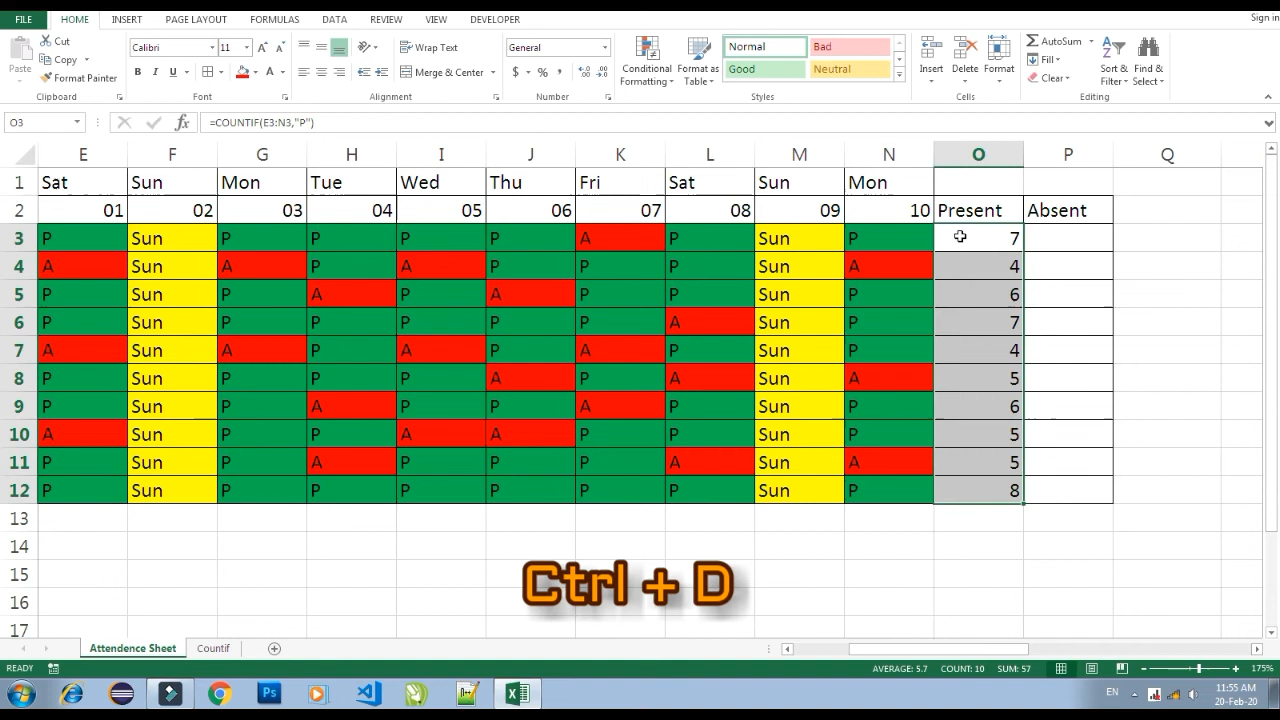 Sign in
FILE HOME INSERT PAGE LAYOUT FORMULAS DATA REVIEW VIEW DEVELOPER
Paste
Cut
Copy
Format Painter
Clipboard
Calibri 11
B I U
Font
Wrap Text
Merge & Center
Alignment
General
$ %
Number
Conditional Formatting
Format as Table
Normal Bad
Good Neutral
Styles
Insert Delete Format
Cells
AutoSum
Fill
Clear
Sort & Filter
Find & Select
Editing
O3 fx =COUNTIF(E3:N3,"P")
E F G H I J K L M N O P Q
1 Sat Sun Mon Tue Wed Thu Fri Sat Sun Mon
2 01 02 03 04 05 06 07 08 09 10 Present Absent
3 P Sun P P P P A P Sun P 7
4 A Sun A P A P P P Sun A 4
5 P Sun P A P A P P Sun P 6
6 P Sun P P P P P A Sun P 7
7 A Sun A P A P A P Sun P 4
8 P Sun P P P A P A Sun A 5
9 P Sun P A P P A P Sun P 6
10 A Sun P P A A P P Sun P 5
11 P Sun P A P P P A Sun A 5
12 P Sun P P P P P P Sun P 8
13
14
15
16
17
Ctrl + D
Attendence Sheet Countif
READY AVERAGE: 5.7 COUNT: 10 SUM: 57 175%
Ps
EN 11:55 AM
20-Feb-20